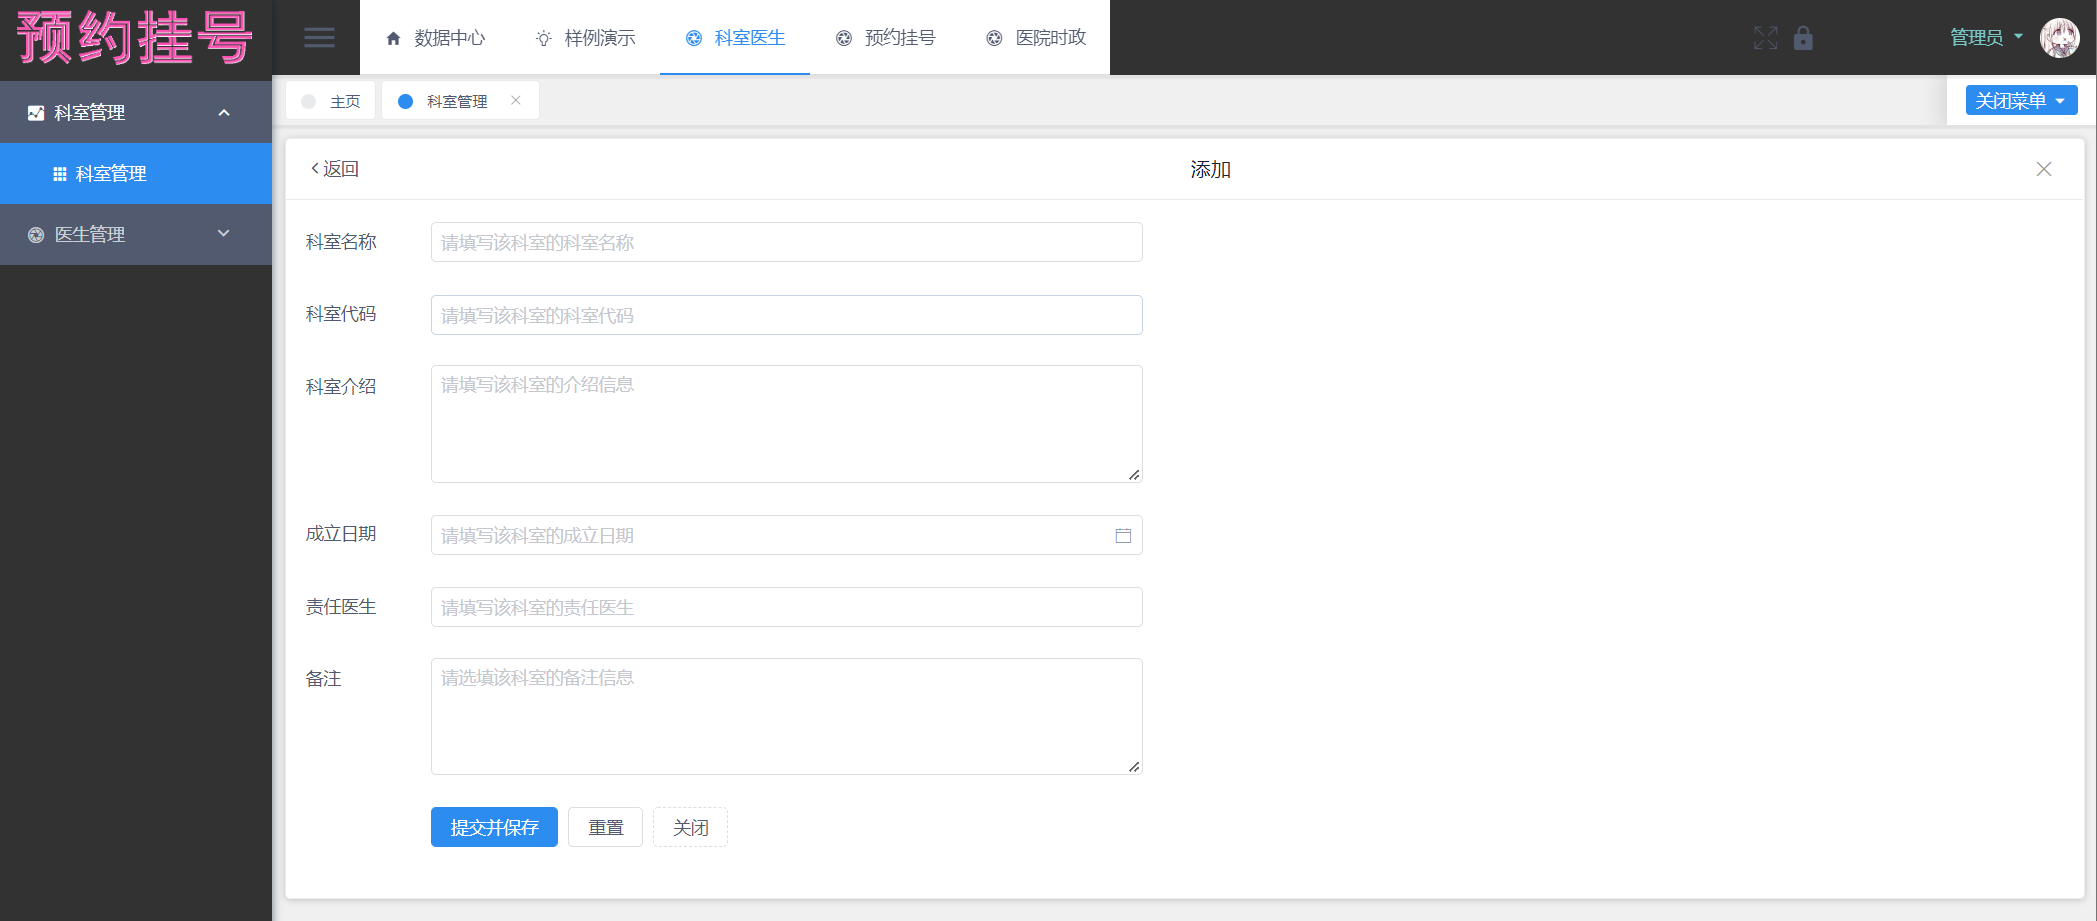 预约挂号
数据中心 样例演示 科室医生 预约挂号 医院时政
管理员
科室管理
科室管理
医生管理
主页 科室管理
关闭菜单
返回 添加
科室名称 请填写该科室的科室名称
科室代码 请填写该科室的科室代码
科室介绍 请填写该科室的介绍信息
成立日期 请填写该科室的成立日期
责任医生 请填写该科室的责任医生
备注 请选填该科室的备注信息
提交并保存 重置 关闭